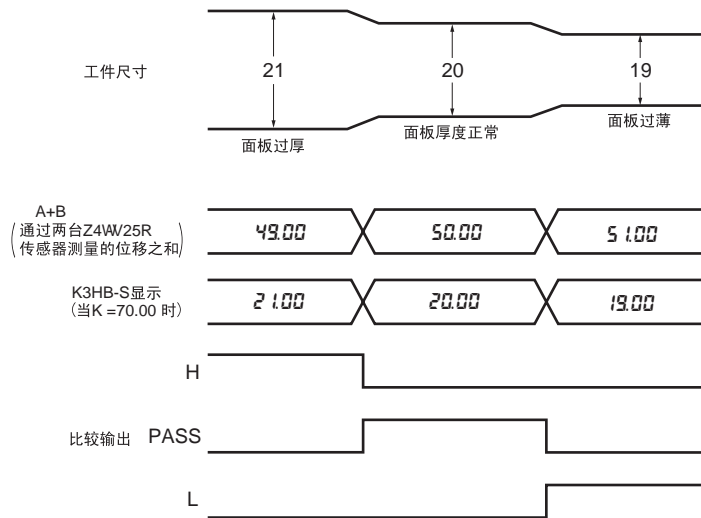 工件尺寸
21
20
19
面板过厚
面板厚度正常
面板过薄
A+B
(通过两台Z4WV25R
传感器测量的位移之和)
49.00
50.00
51.00
K3HB-S显示
(当K =70.00 时)
21.00
20.00
19.00
H
比较输出 PASS
L